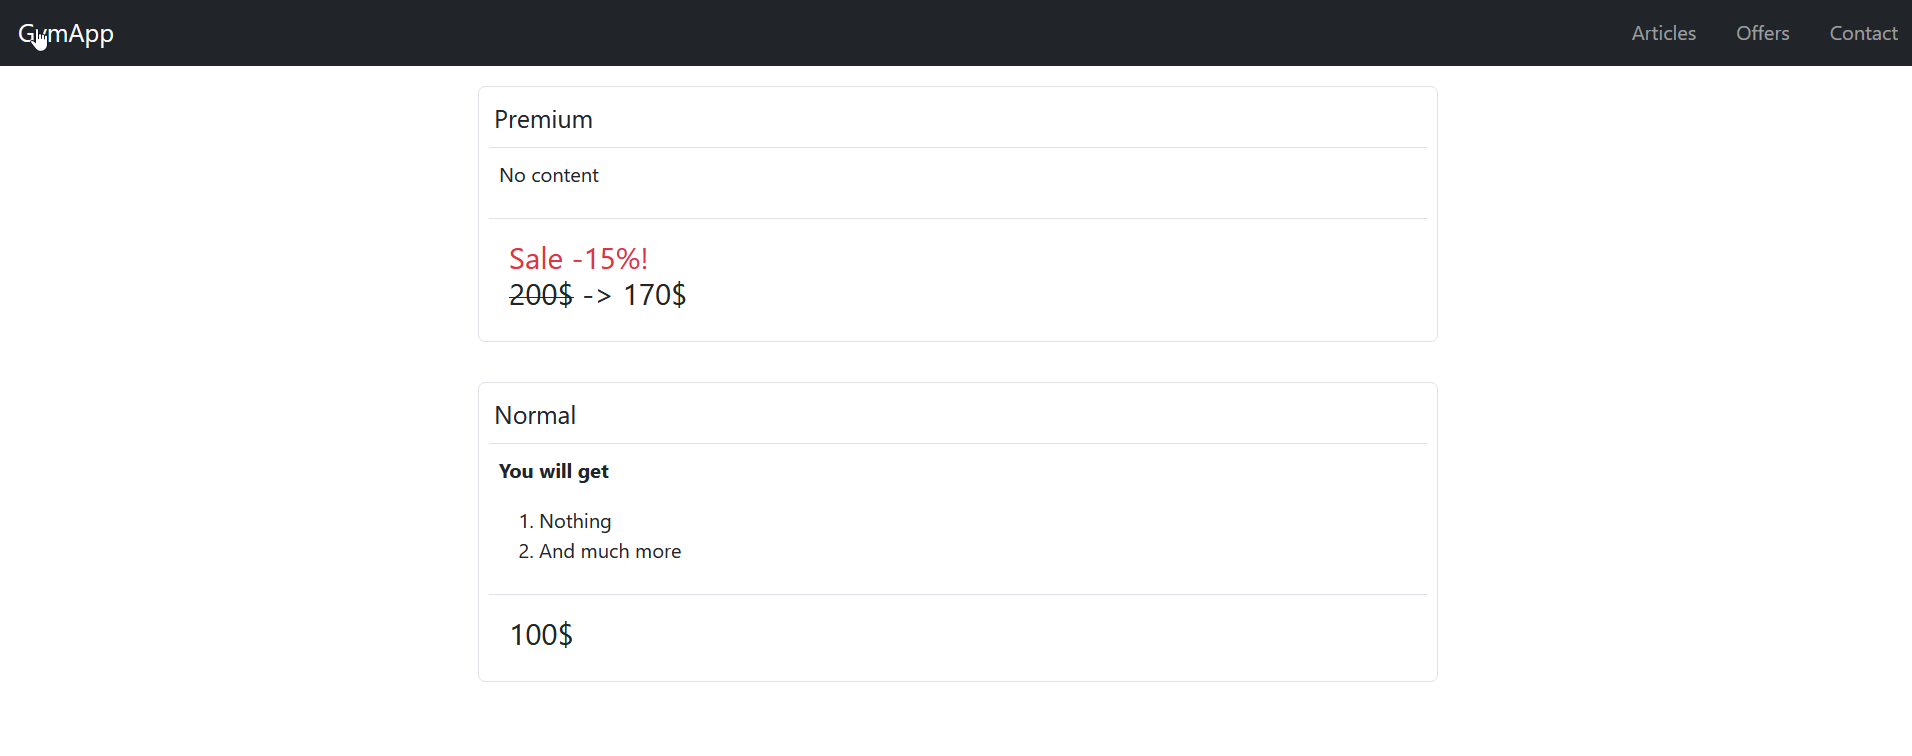 GymApp Articles Offers Contact
Premium
No content
Sale -15%!
200$ -> 170$
Normal
You will get
1. Nothing
2. And much more
100$